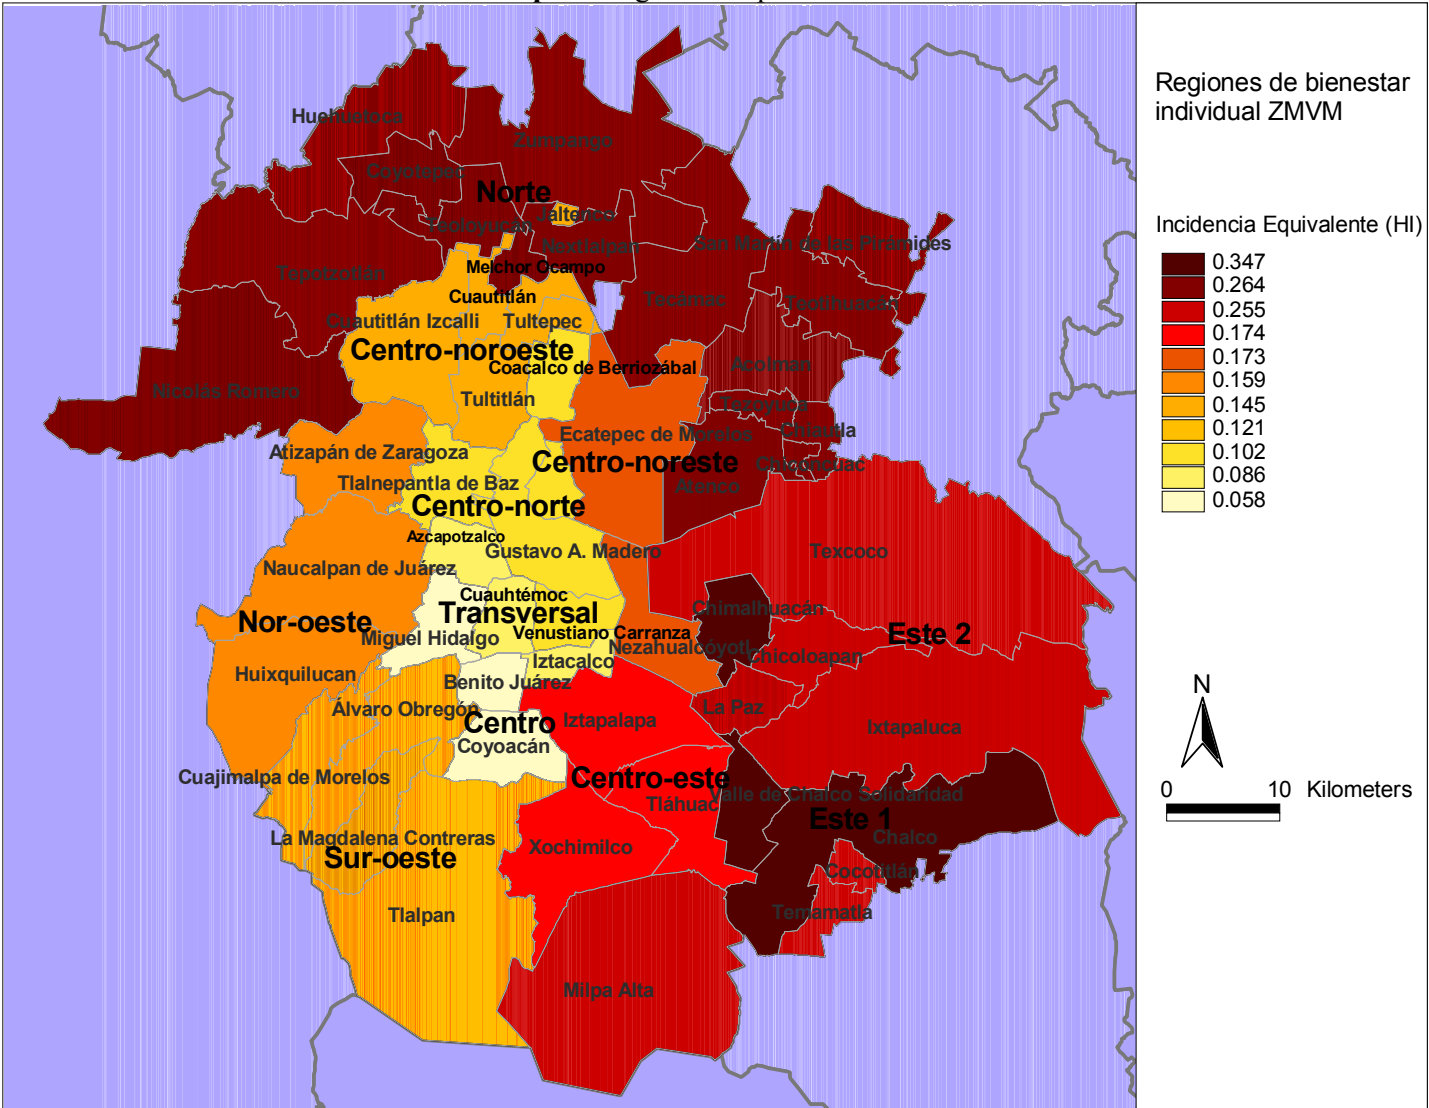 Regiones de bienestar
individual ZMVM
Incidencia Equivalente (HI)
0.347
0.264
0.255
0.174
0.173
0.159
0.145
0.121
0.102
0.086
0.058
N
0 10 Kilometers
Huehuetoca
Zumpango
Coyotepec
Norte
Jaltenco
Teoloyucán
Nextlalpan
San Martín de las Pirámides
Melchor Ocampo
Tepotzotlán
Cuautitlán
Tecámac
Teotihuacán
Cuautitlán Izcalli
Tultepec
Centro-noroeste
Coacalco de Berriozábal
Acolman
Nicolás Romero
Tultitlán
Tezoyuca
Ecatepec de Morelos
Chiautla
Atizapán de Zaragoza
Centro-noreste
Chiconcuac
Tlalnepantla de Baz
Atenco
Centro-norte
Azcapotzalco
Gustavo A. Madero
Texcoco
Naucalpan de Juárez
Cuauhtémoc
Chimalhuacán
Transversal
Nor-oeste
Miguel Hidalgo
Venustiano Carranza
Este 2
Nezahualcóyotl
Chicoloapan
Iztacalco
Huixquilucan
Benito Juárez
Álvaro Obregón
La Paz
Centro
Iztapalapa
Ixtapaluca
Coyoacán
Cuajimalpa de Morelos
Centro-este
Valle de Chalco Solidaridad
Tláhuac
Este 1
Chalco
La Magdalena Contreras
Xochimilco
Sur-oeste
Cocotitlán
Tlalpan
Temamatla
Milpa Alta